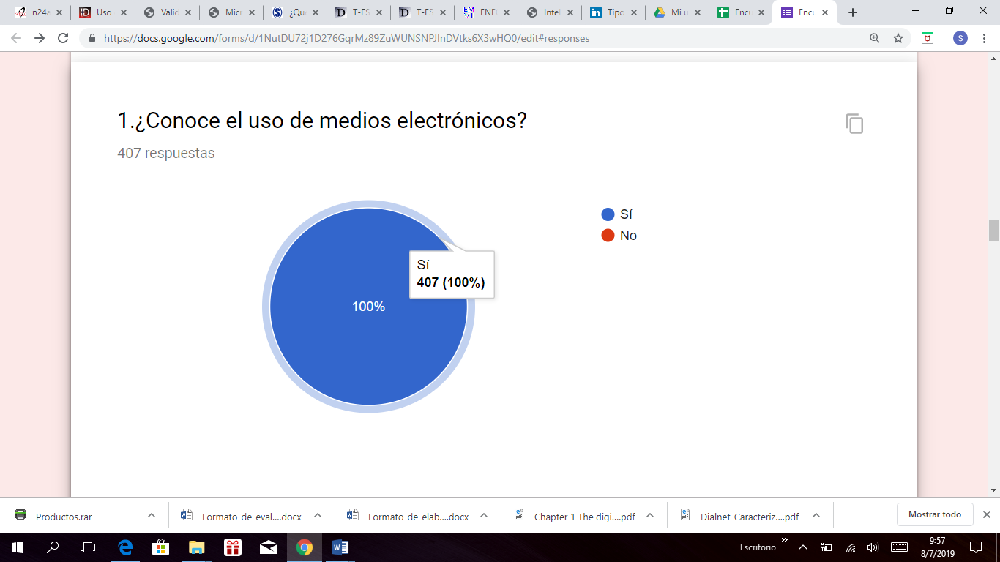 n24a
Uso
Valid
Micr
¿Qu
T-ES
T-ES
ENF
Intel
Tipo
Mi u
Encu
Encu
https://docs.google.com/forms/d/1NutDU72j1D276GqrMz89ZuWUNSNPJInDVtks6X3wHQ0/edit#responses
S
1.¿Conoce el uso de medios electrónicos?
407 respuestas
Sí
No
Sí
407 (100%)
100%
Productos.rar
Formato-de-eval....docx
Formato-de-elab....docx
Chapter 1 The digi....pdf
Dialnet-Caracteriz....pdf
Mostrar todo
Escritorio
9:57
8/7/2019